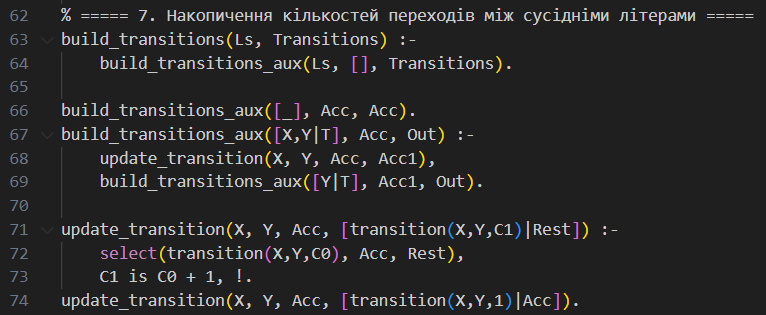 62 % ===== 7. Накопичення кількостей переходів між сусідніми літерами =====
63 build_transitions(Ls, Transitions) :-
64     build_transitions_aux(Ls, [], Transitions).
65
66 build_transitions_aux([_], Acc, Acc).
67 build_transitions_aux([X,Y|T], Acc, Out) :-
68     update_transition(X, Y, Acc, Acc1),
69     build_transitions_aux([Y|T], Acc1, Out).
70
71 update_transition(X, Y, Acc, [transition(X,Y,C1)|Rest]) :-
72     select(transition(X,Y,C0), Acc, Rest),
73     C1 is C0 + 1, !.
74 update_transition(X, Y, Acc, [transition(X,Y,1)|Acc]).